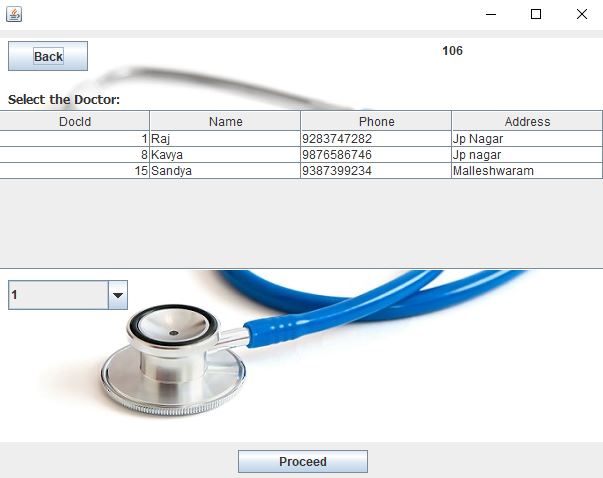 Back 106
Select the Doctor:
DocId Name Phone Address
1 Raj 9283747282 Jp Nagar
8 Kavya 9876586746 Jp nagar
15 Sandya 9387399234 Malleshwaram
1
Proceed